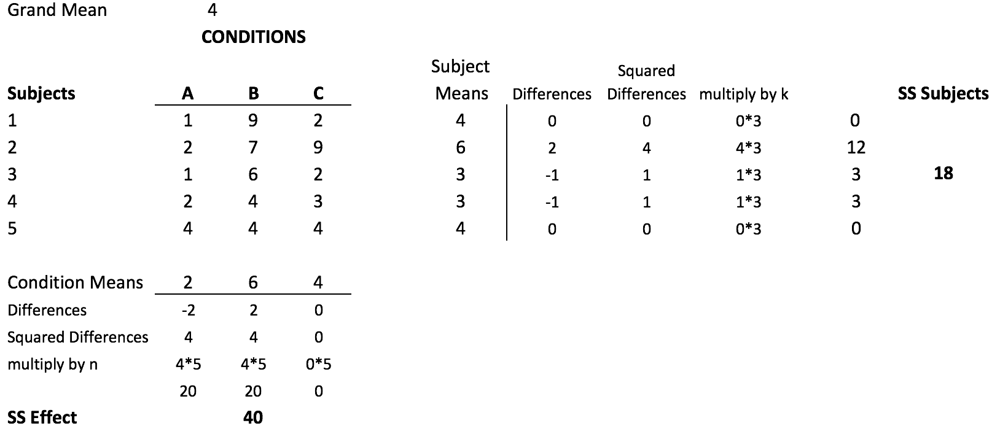 Grand Mean 4
CONDITIONS
Subject
Squared
Subjects A B C Means Differences Differences multiply by k SS Subjects
1 1 9 2 4 0 0 0*3 0
2 2 7 9 6 2 4 4*3 12
3 1 6 2 3 -1 1 1*3 3 18
4 2 4 3 3 -1 1 1*3 3
5 4 4 4 4 0 0 0*3 0
Condition Means 2 6 4
Differences -2 2 0
Squared Differences 4 4 0
multiply by n 4*5 4*5 0*5
20 20 0
SS Effect 40